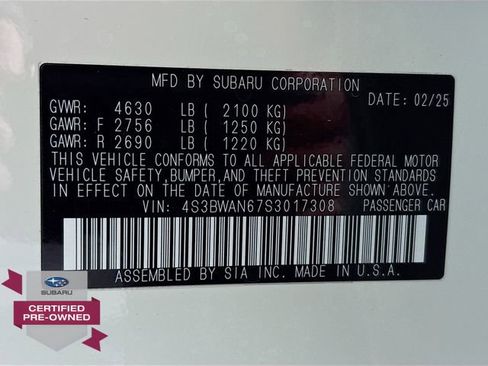 MFD BY SUBARU CORPORATION
DATE: 02/25
GVWR: 4630 LB ( 2100 KG)
GAWR: F 2756 LB ( 1250 KG)
GAWR: R 2690 LB ( 1220 KG)
THIS VEHICLE CONFORMS TO ALL APPLICABLE FEDERAL MOTOR
VEHICLE SAFETY, BUMPER, AND THEFT PREVENTION STANDARDS
IN EFFECT ON THE DATE OF MANUFACTURE SHOWN ABOVE.
VIN: 4S3BWAN67S3017308 PASSENGER CAR
ASSEMBLED BY SIA INC. MADE IN U.S.A.
SUBARU
CERTIFIED
PRE-OWNED